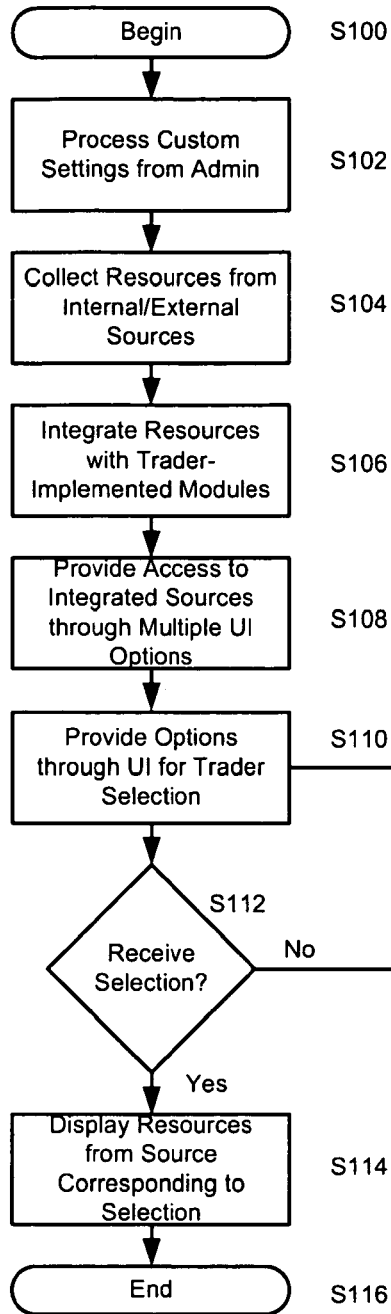 Begin
S100
Process Custom
Settings from Admin
S102
Collect Resources from
Internal/External
Sources
S104
Integrate Resources
with Trader-
Implemented Modules
S106
Provide Access to
Integrated Sources
through Multiple UI
Options
S108
Provide Options
through UI for Trader
Selection
S110
S112
Receive
Selection?
No
Yes
Display Resources
from Source
Corresponding to
Selection
S114
End
S116